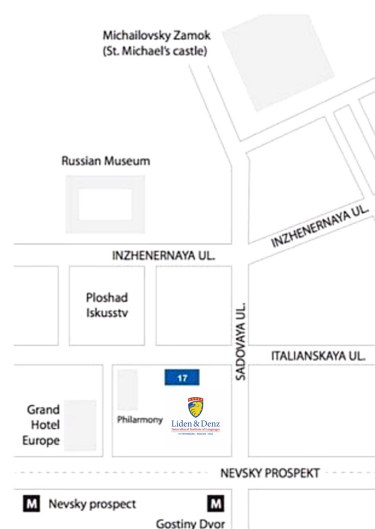 Michailovsky Zamok
(St. Michael's castle)
Russian Museum
INZHENERNAYA UL.
INZHENERNAYA UL.
Ploshad
Iskusstv
SADOVAYA UL.
ITALIANSKAYA UL.
17
Grand
Hotel
Europe
Philarmony
Liden & Denz
NEVSKY PROSPEKT
M Nevsky prospect
M
Gostiny Dvor